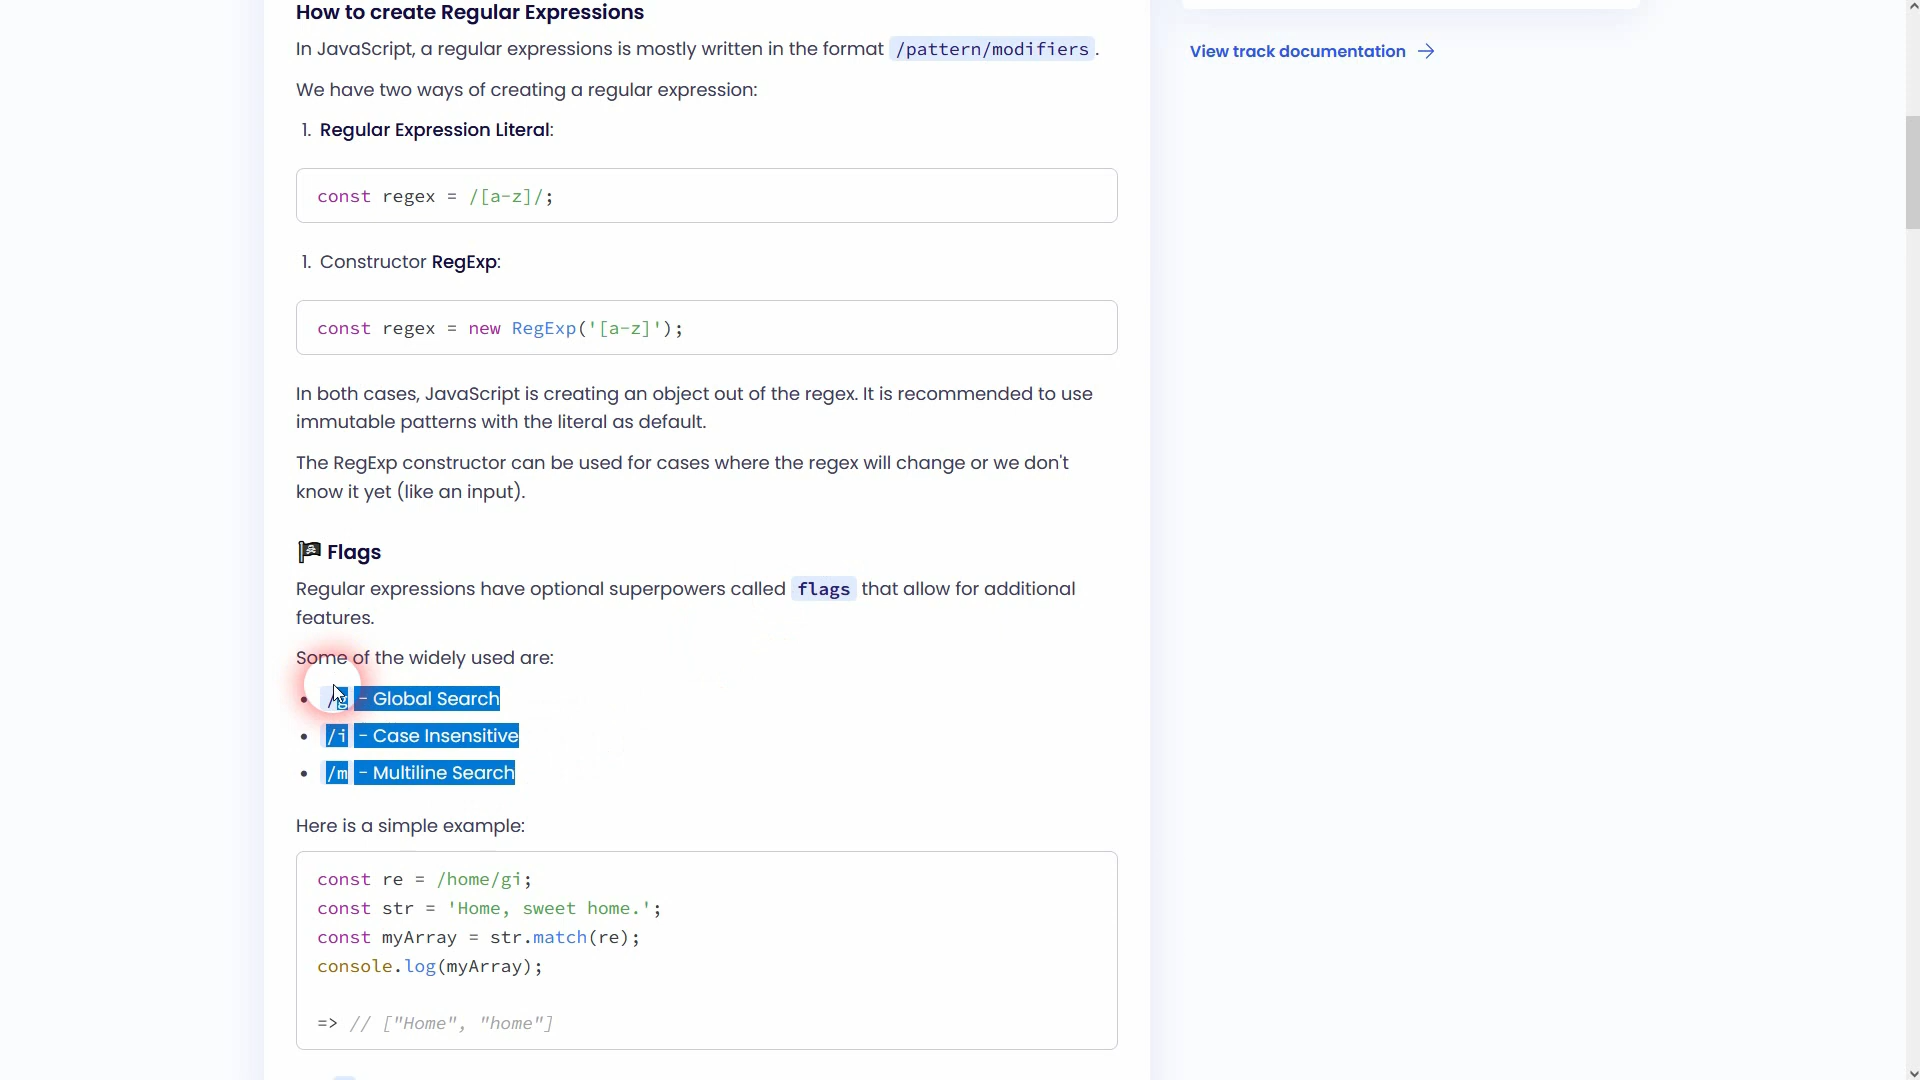 How to create Regular Expressions
In JavaScript, a regular expressions is mostly written in the format /pattern/modifiers.
View track documentation →
We have two ways of creating a regular expression:
1. Regular Expression Literal:
const regex = /[a-z]/;
1. Constructor RegExp:
const regex = new RegExp('[a-z]');
In both cases, JavaScript is creating an object out of the regex. It is recommended to use
immutable patterns with the literal as default.
The RegExp constructor can be used for cases where the regex will change or we don't
know it yet (like an input).
🏴‍☠️ Flags
Regular expressions have optional superpowers called flags that allow for additional
features.
Some of the widely used are:
• /g - Global Search
• /i - Case Insensitive
• /m - Multiline Search
Here is a simple example:
const re = /home/gi;
const str = 'Home, sweet home.';
const myArray = str.match(re);
console.log(myArray);
=> // ["Home", "home"]